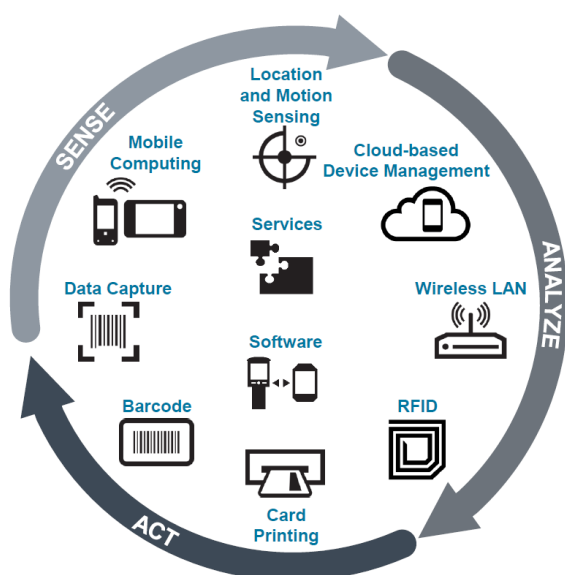 SENSE
Location
and Motion
Sensing
Mobile
Computing
Cloud-based
Device Management
Services
ANALYZE
Data Capture
Wireless LAN
Software
Barcode
RFID
Card
Printing
ACT